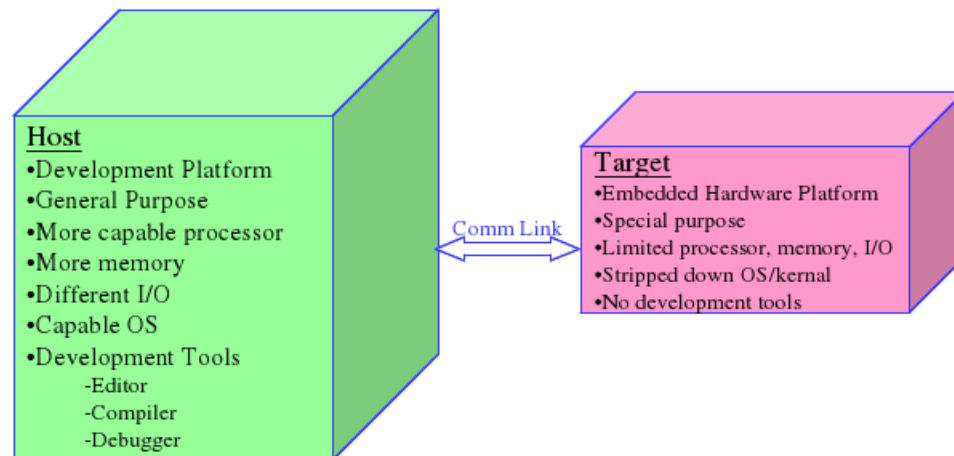 Host
•Development Platform
•General Purpose
•More capable processor
•More memory
•Different I/O
•Capable OS
•Development Tools
-Editor
-Compiler
-Debugger
Comm Link
Target
•Embedded Hardware Platform
•Special purpose
•Limited processor, memory, I/O
•Stripped down OS/kernal
•No development tools